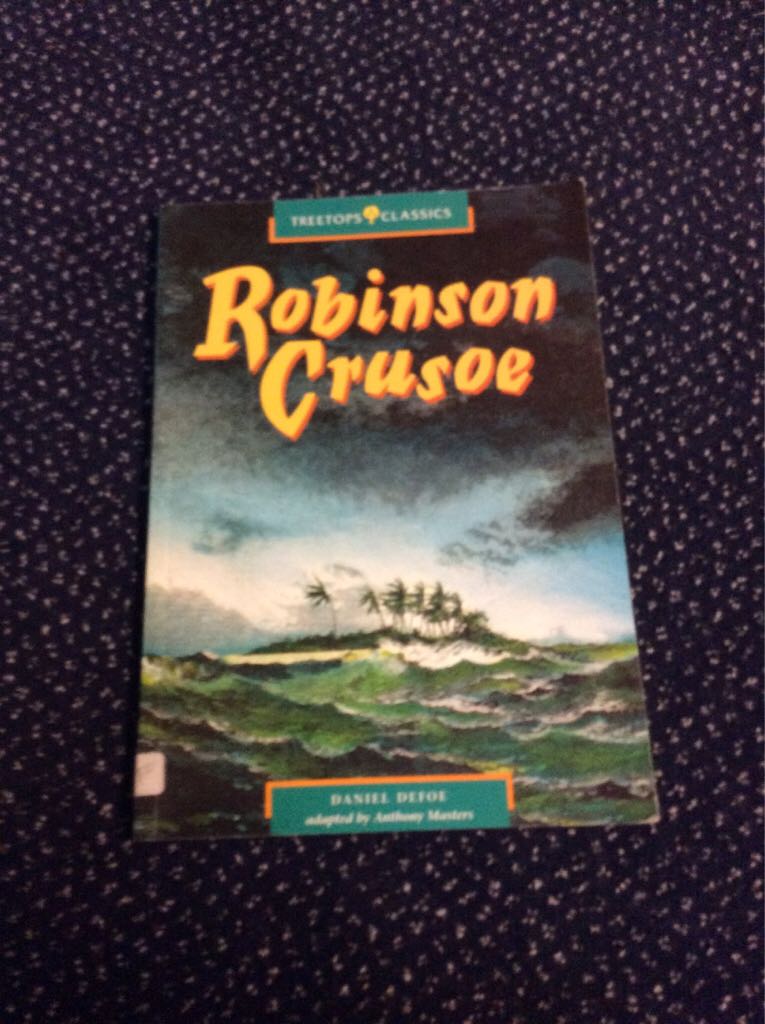 TREETOPS CLASSICS
Robinson
Crusoe
DANIEL DEFOE
adapted by Anthony Masters